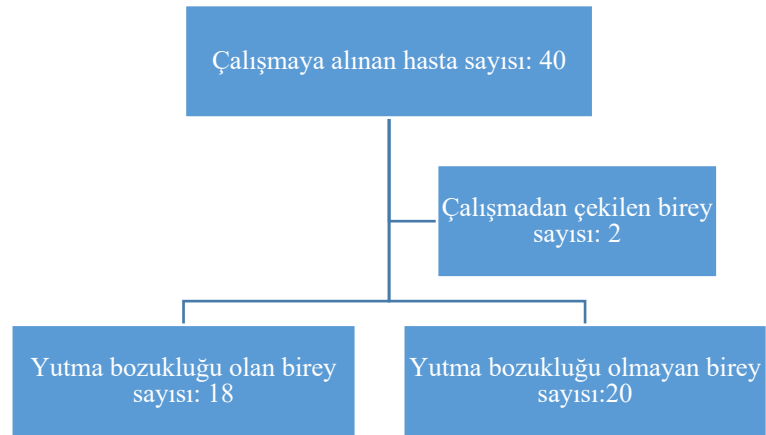 Çalışmaya alınan hasta sayısı: 40
Çalışmadan çekilen birey
sayısı: 2
Yutma bozukluğu olan birey
sayısı: 18
Yutma bozukluğu olmayan birey
sayısı:20